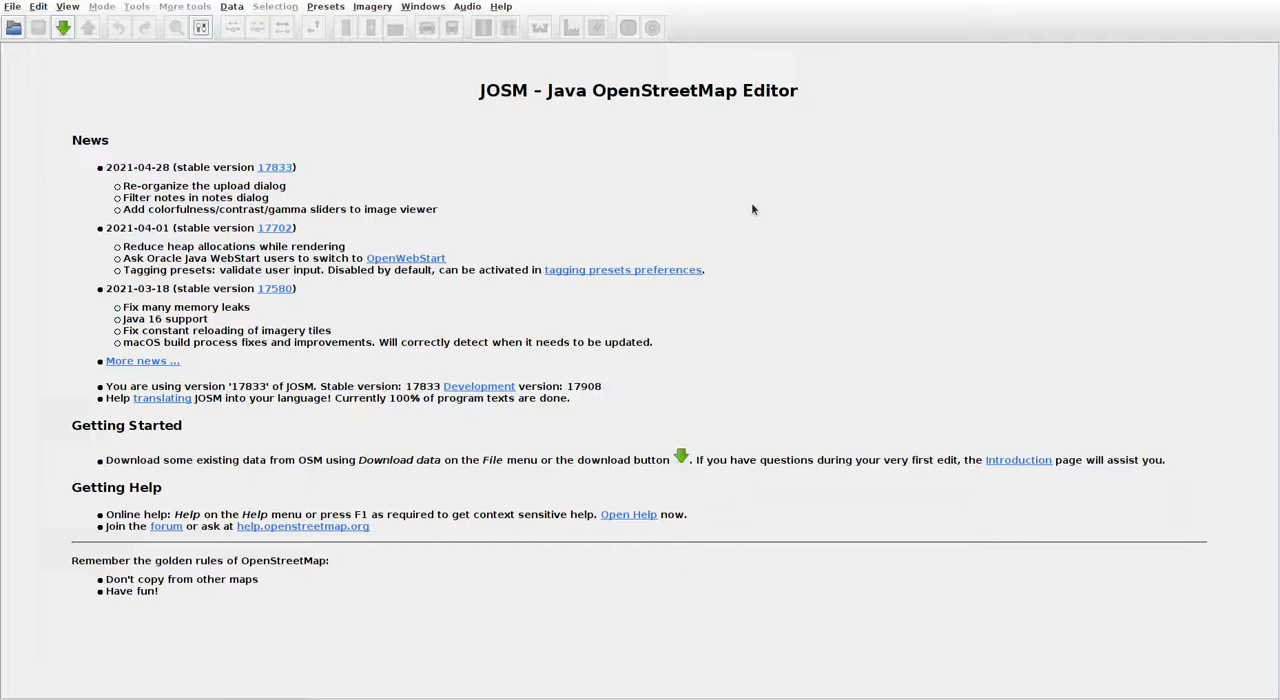 File Edit View Mode Tools More tools Data Selection Presets Imagery Windows Audio Help
JOSM – Java OpenStreetMap Editor
News
2021-04-28 (stable version 17833)
Re-organize the upload dialog
Filter notes in notes dialog
Add colorfulness/contrast/gamma sliders to image viewer
2021-04-01 (stable version 17702)
Reduce heap allocations while rendering
Ask Oracle Java WebStart users to switch to OpenWebStart
Tagging presets: validate user input. Disabled by default, can be activated in tagging presets preferences.
2021-03-18 (stable version 17580)
Fix many memory leaks
Java 16 support
Fix constant reloading of imagery tiles
macOS build process fixes and improvements. Will correctly detect when it needs to be updated.
More news ...
You are using version '17833' of JOSM. Stable version: 17833 Development version: 17908
Help translating JOSM into your language! Currently 100% of program texts are done.
Getting Started
Download some existing data from OSM using Download data on the File menu or the download button . If you have questions during your very first edit, the Introduction page will assist you.
Getting Help
Online help: Help on the Help menu or press F1 as required to get context sensitive help. Open Help now.
Join the forum or ask at help.openstreetmap.org
Remember the golden rules of OpenStreetMap:
Don't copy from other maps
Have fun!